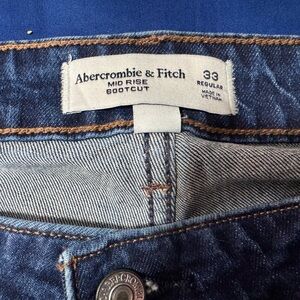 Abercrombie & Fitch
MID RISE
BOOTCUT
33
REGULAR
MADE IN
VIETNAM